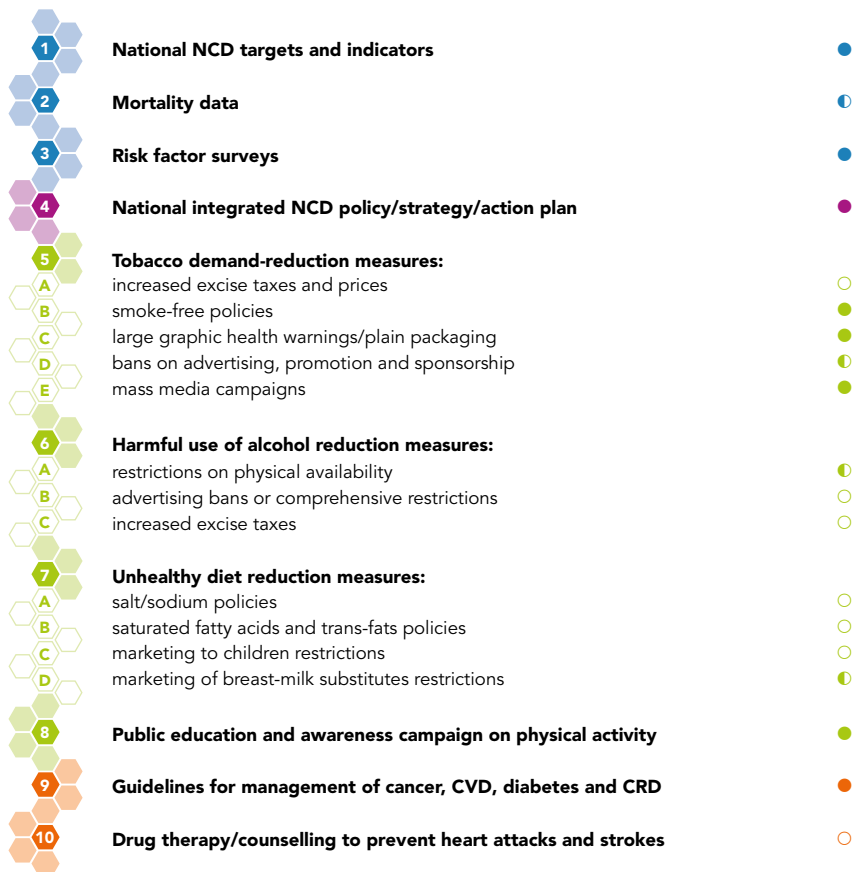 1 National NCD targets and indicators
2 Mortality data
3 Risk factor surveys
4 National integrated NCD policy/strategy/action plan
5 Tobacco demand-reduction measures:
A increased excise taxes and prices
B smoke-free policies
C large graphic health warnings/plain packaging
D bans on advertising, promotion and sponsorship
E mass media campaigns
6 Harmful use of alcohol reduction measures:
A restrictions on physical availability
B advertising bans or comprehensive restrictions
C increased excise taxes
7 Unhealthy diet reduction measures:
A salt/sodium policies
B saturated fatty acids and trans-fats policies
C marketing to children restrictions
D marketing of breast-milk substitutes restrictions
8 Public education and awareness campaign on physical activity
9 Guidelines for management of cancer, CVD, diabetes and CRD
10 Drug therapy/counselling to prevent heart attacks and strokes